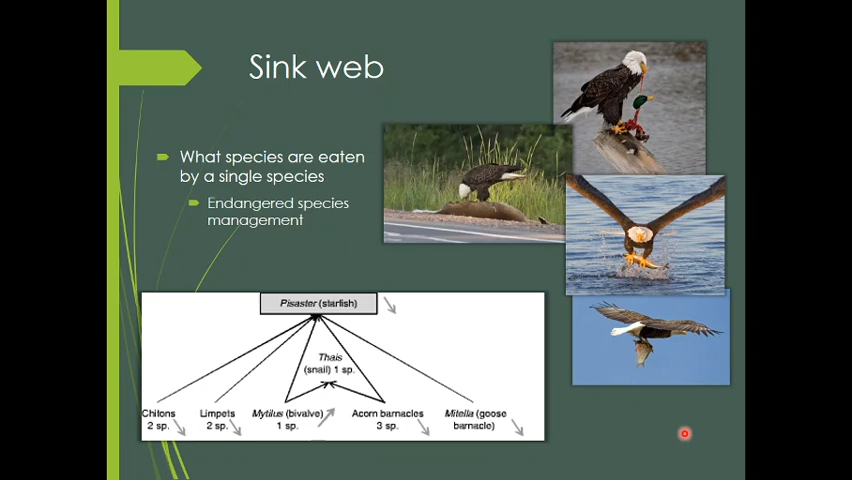 Sink web
What species are eaten
by a single species
Endangered species
management
Pisaster (starfish)
Thais
(snail) 1 sp.
Chitons
2 sp.
Limpets
2 sp.
Mytilus (bivalve)
1 sp.
Acorn barnacles
3 sp.
Mitella (goose
barnacle)